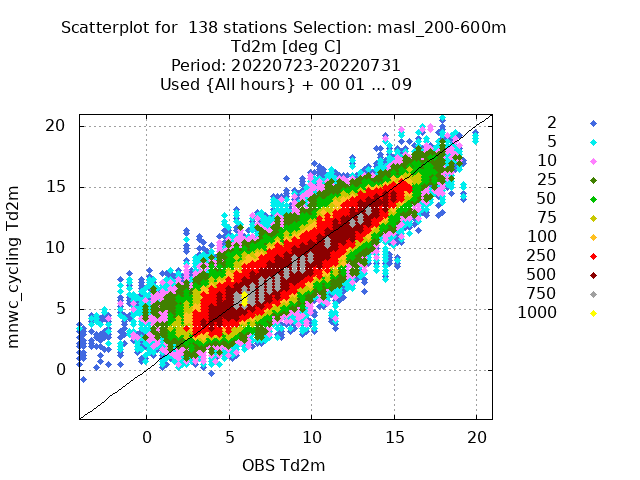 Scatterplot for  138 stations Selection: masl_200-600m
Td2m [deg C]
Period: 20220723-20220731
Used {All hours} + 00 01 ... 09
20
15
10
5
0
mnwc_cycling Td2m
0 5 10 15 20
OBS Td2m
2
5
10
25
50
75
100
250
500
750
1000